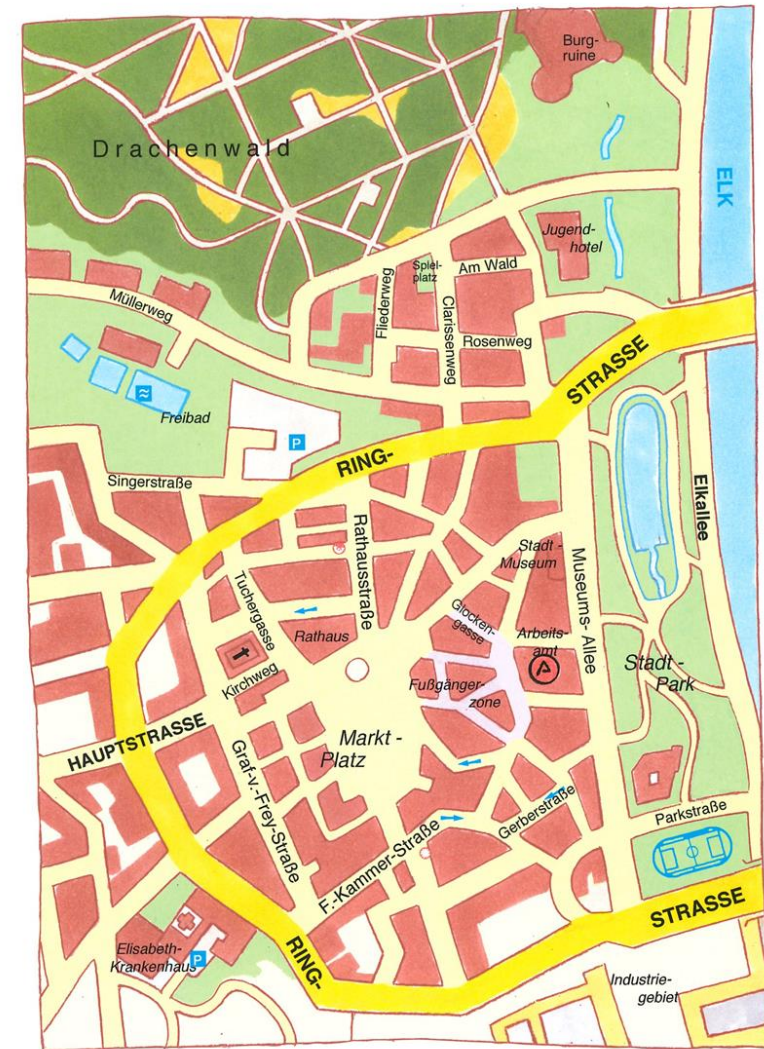 Burg-
ruine
Drachenwald
ELK
Jugend-
hotel
Spiel-
platz
Am Wald
Müllerweg
Fliederweg
Clarissenweg
Rosenweg
STRASSE
Freibad
P
RING-
Singerstraße
Elkallee
Rathausstraße
Stadt-
Museum
Museums-Allee
Tuchergasse
Glocken-
gasse
Rathaus
Arbeits-
amt
Stadt-
Park
Kirchweg
Fußgänger-
zone
HAUPTSTRASSE
Markt-
Platz
Graf-v.-Frey-Straße
Gerberstraße
Parkstraße
F.-Kammer-Straße
STRASSE
RING-
Elisabeth-
Krankenhaus
P
Industrie-
gebiet